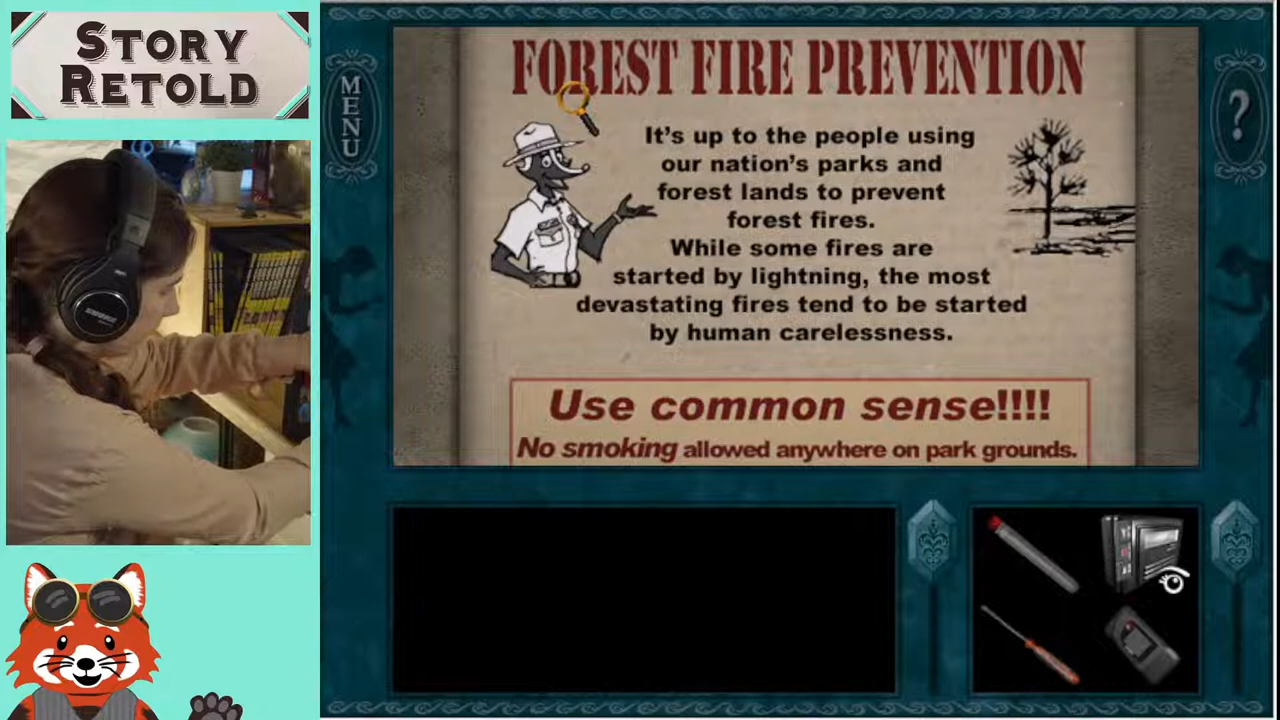 STORY
RETOLD
MENU
?
FOREST FIRE PREVENTION
It's up to the people using
our nation's parks and
forest lands to prevent
forest fires.
While some fires are
started by lightning, the most
devastating fires tend to be started
by human carelessness.
Use common sense!!!!
No smoking allowed anywhere on park grounds.